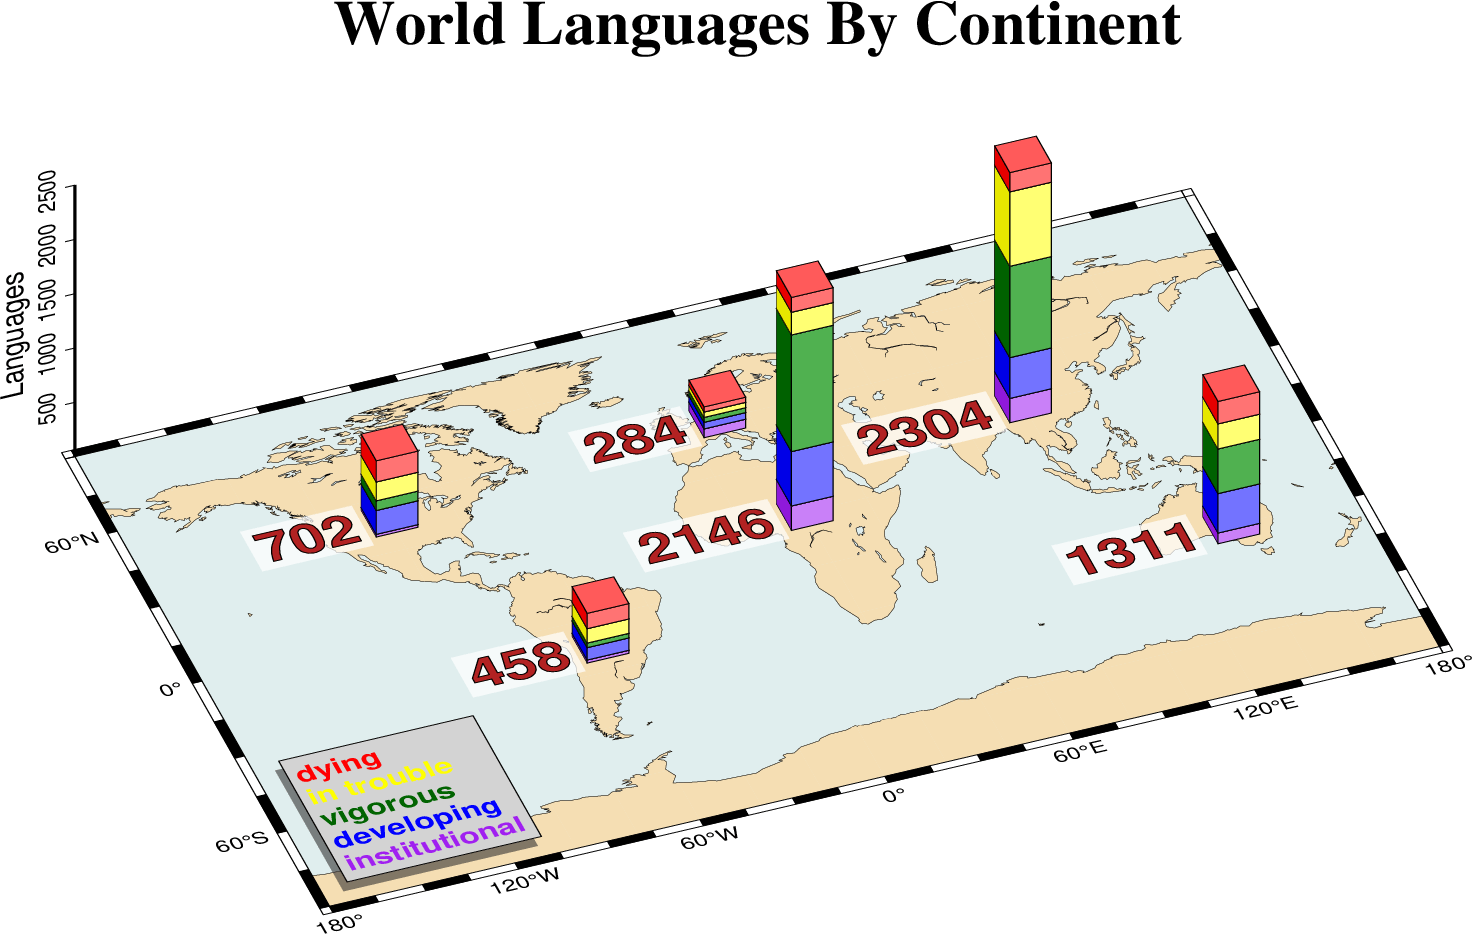 World Languages By Continent
Languages
2500
2000
1500
1000
500
284
2304
702
2146
1311
458
60°N
0°
60°S
180°
120°W
60°W
0°
60°E
120°E
180°
dying
in trouble
vigorous
developing
institutional